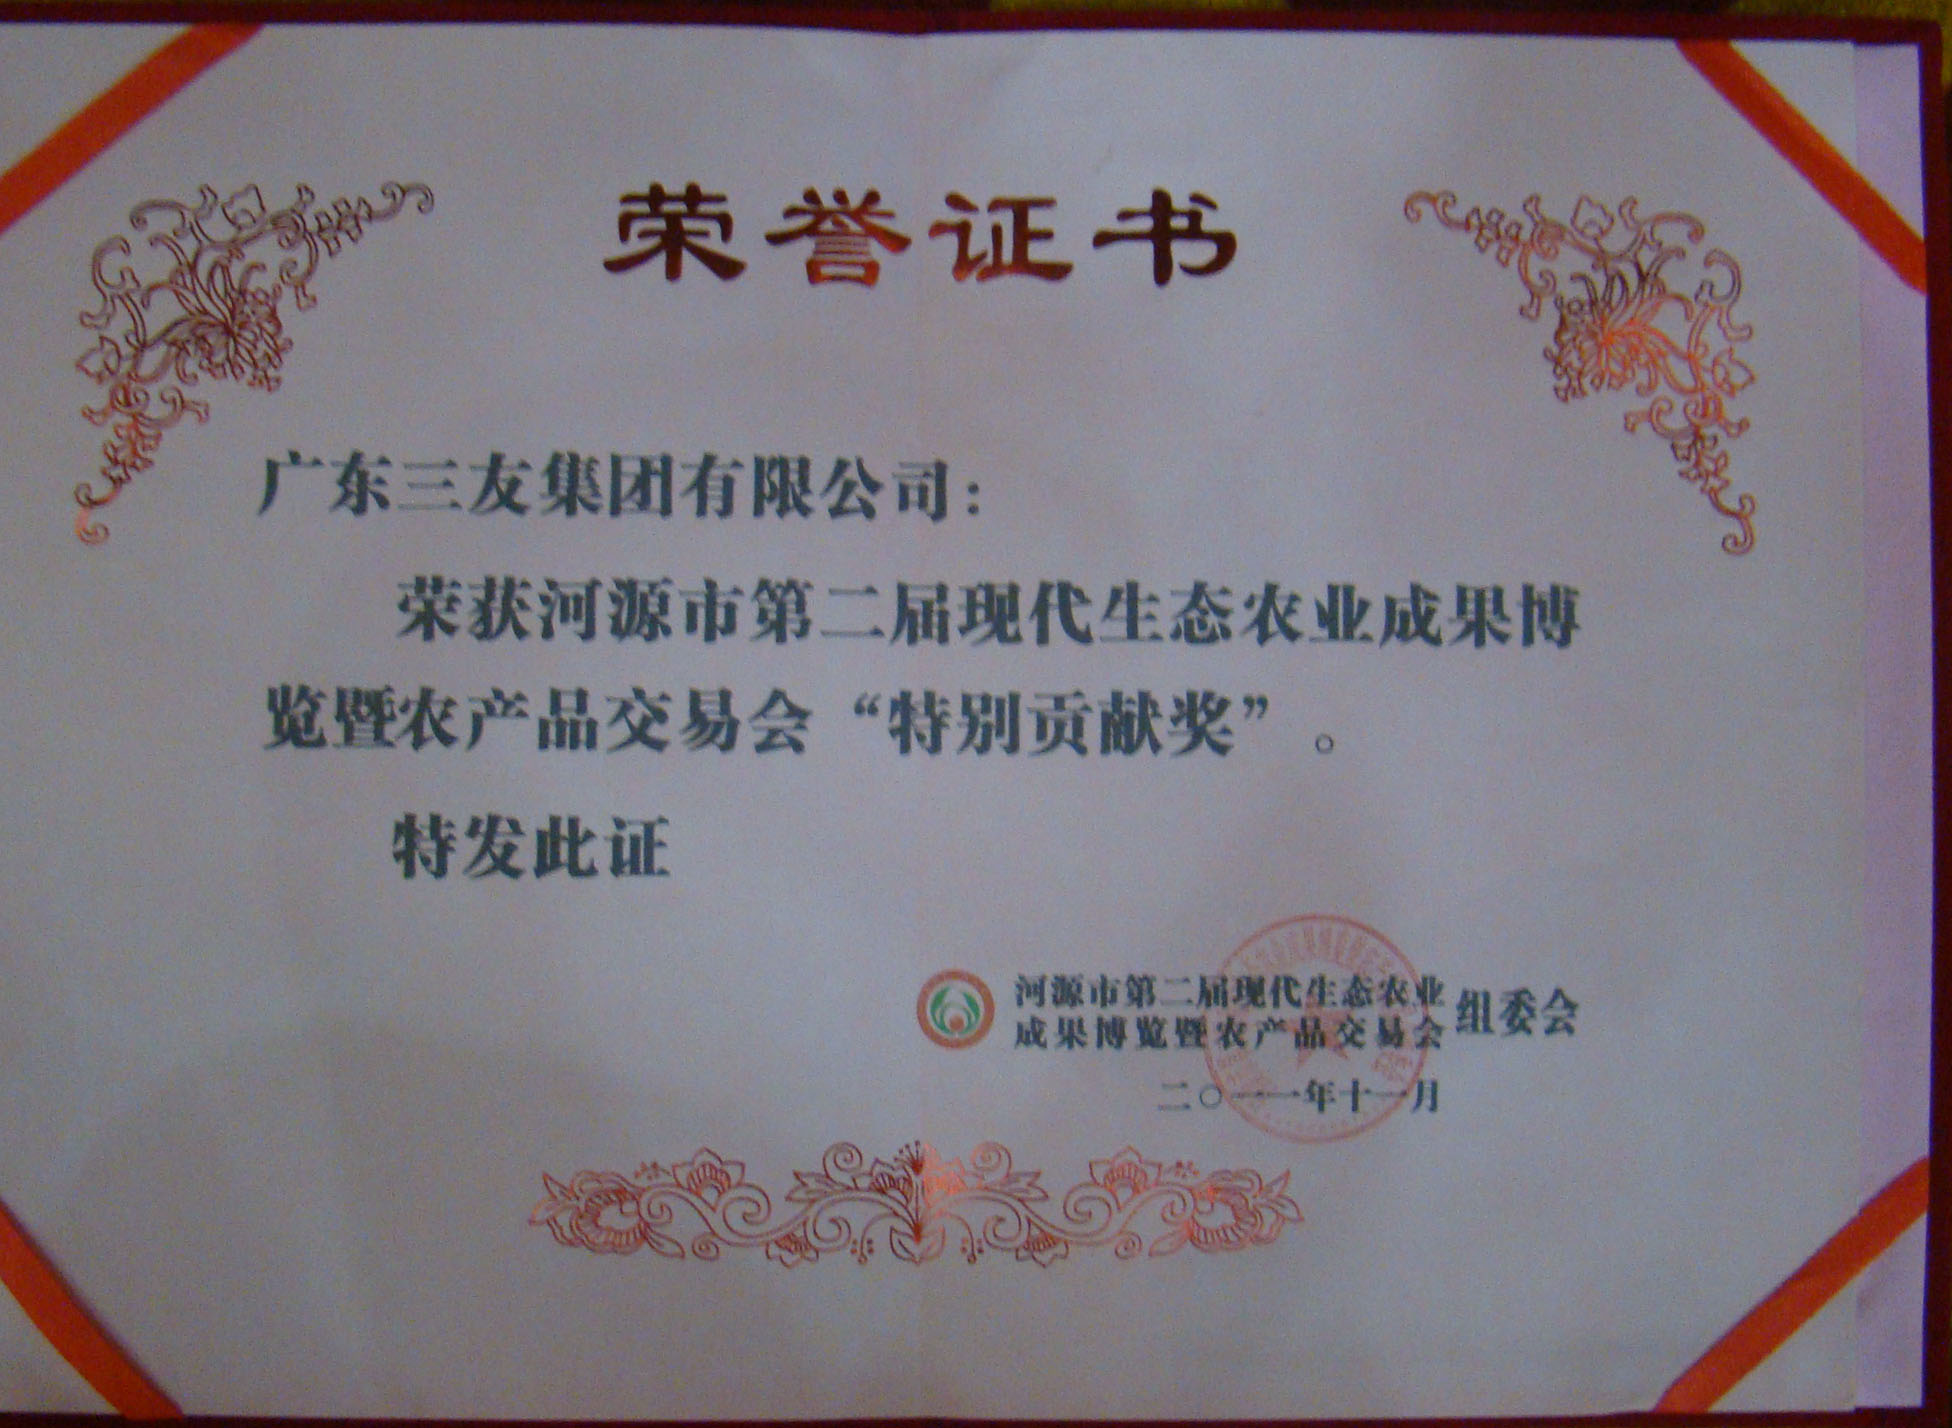 荣誉证书
广东三友集团有限公司：
荣获河源市第二届现代生态农业成果博
览暨农产品交易会“特别贡献奖”。
特发此证
河源市第二届现代生态农业
成果博览暨农产品交易会 组委会
二〇一一年十一月